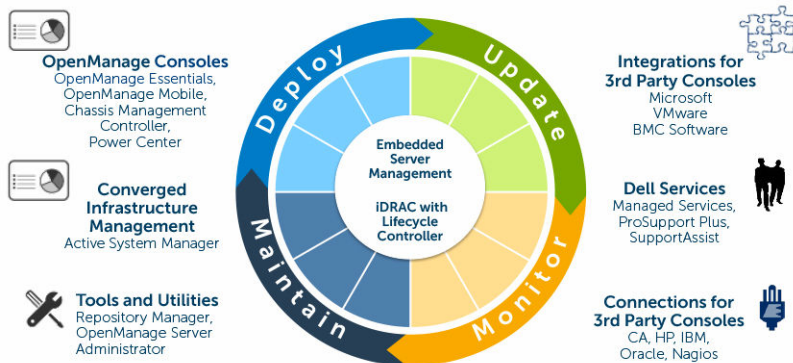 OpenManage Consoles
OpenManage Essentials,
OpenManage Mobile,
Chassis Management
Controller,
Power Center
Converged
Infrastructure
Management
Active System Manager
Tools and Utilities
Repository Manager,
OpenManage Server
Administrator
Deploy
Update
Maintain
Monitor
Embedded
Server
Management
iDRAC with
Lifecycle
Controller
Integrations for
3rd Party Consoles
Microsoft
VMware
BMC Software
Dell Services
Managed Services,
ProSupport Plus,
SupportAssist
Connections for
3rd Party Consoles
CA, HP, IBM,
Oracle, Nagios